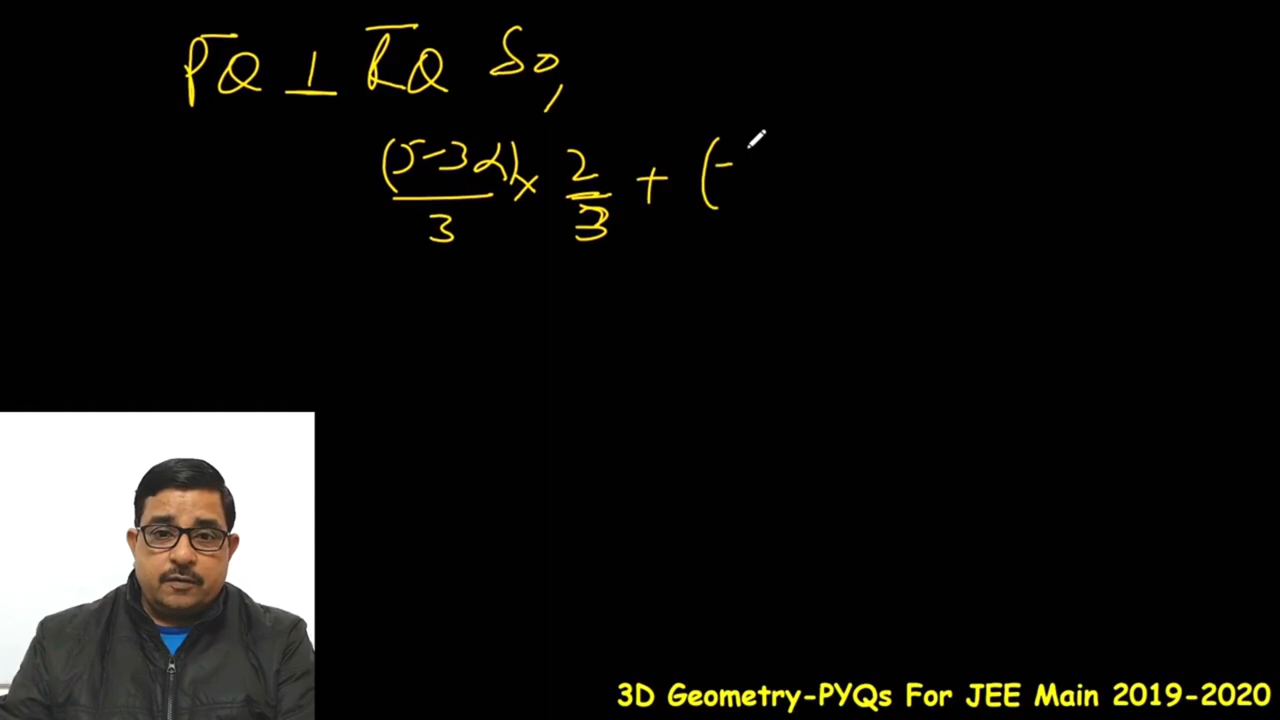 PQ ⊥ RQ So,
(5-3α)/3 × 2/3 + (-
3D Geometry-PYQs For JEE Main 2019-2020